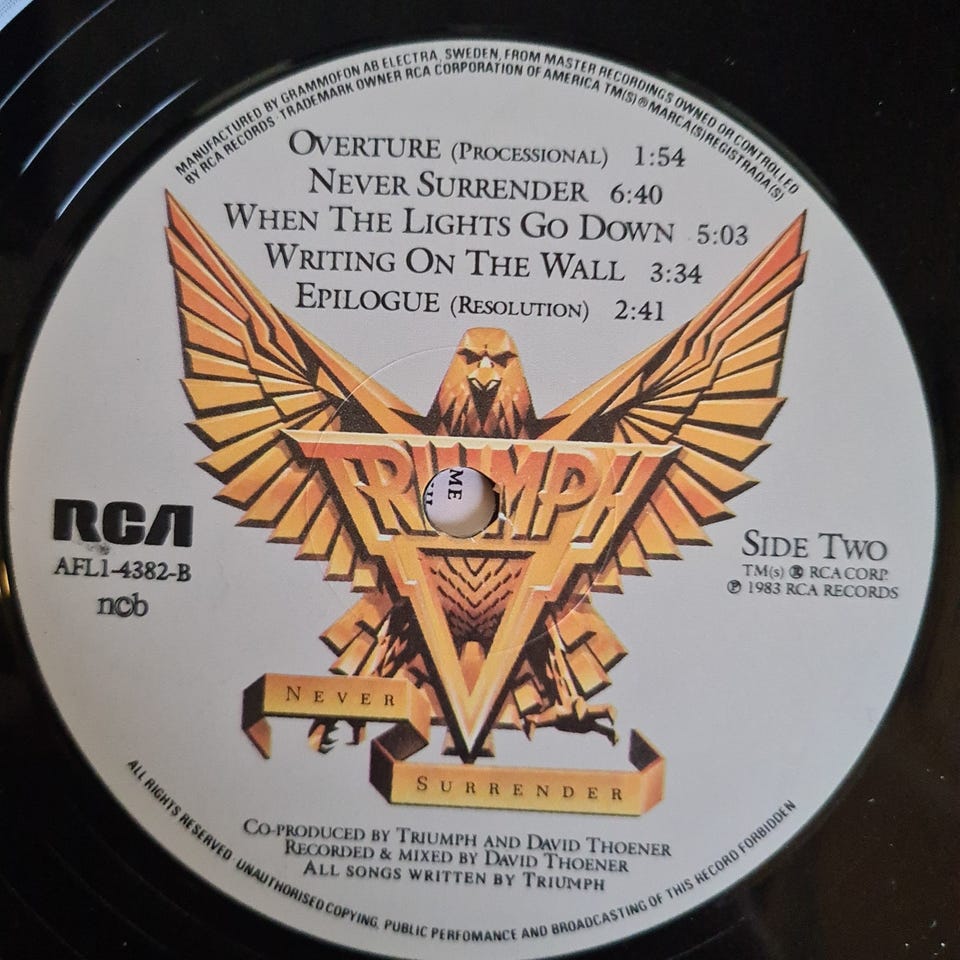 MANUFACTURED BY GRAMMOFON AB ELECTRA, SWEDEN, FROM MASTER RECORDINGS OWNED OR CONTROLLED
BY RCA RECORDS · TRADEMARK OWNER RCA CORPORATION OF AMERICA TM(S)® MARCA(S) REGISTRADA(S)
OVERTURE (PROCESSIONAL) 1:54
NEVER SURRENDER 6:40
WHEN THE LIGHTS GO DOWN 5:03
WRITING ON THE WALL 3:34
EPILOGUE (RESOLUTION) 2:41
TRIUMPH
ME
RCA
AFL1-4382-B
n©b
SIDE TWO
TM(s) ® RCA CORP.
℗ 1983 RCA RECORDS
NEVER
SURRENDER
CO-PRODUCED BY TRIUMPH AND DAVID THOENER
RECORDED & MIXED BY DAVID THOENER
ALL SONGS WRITTEN BY TRIUMPH
ALL RIGHTS RESERVED · UNAUTHORISED COPYING, PUBLIC PERFOMANCE AND BROADCASTING OF THIS RECORD FORBIDDEN